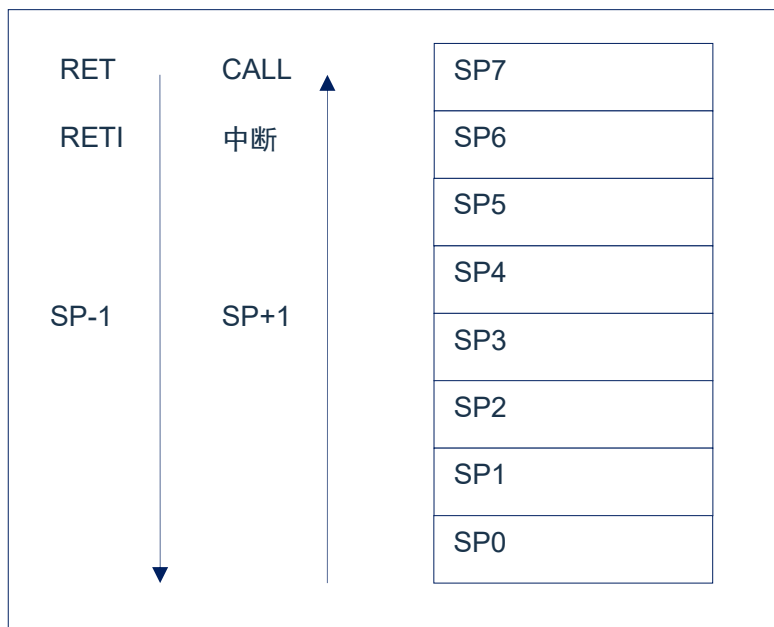 RET CALL SP7
RETI 中断 SP6
SP5
SP4
SP-1 SP+1
SP3
SP2
SP1
SP0